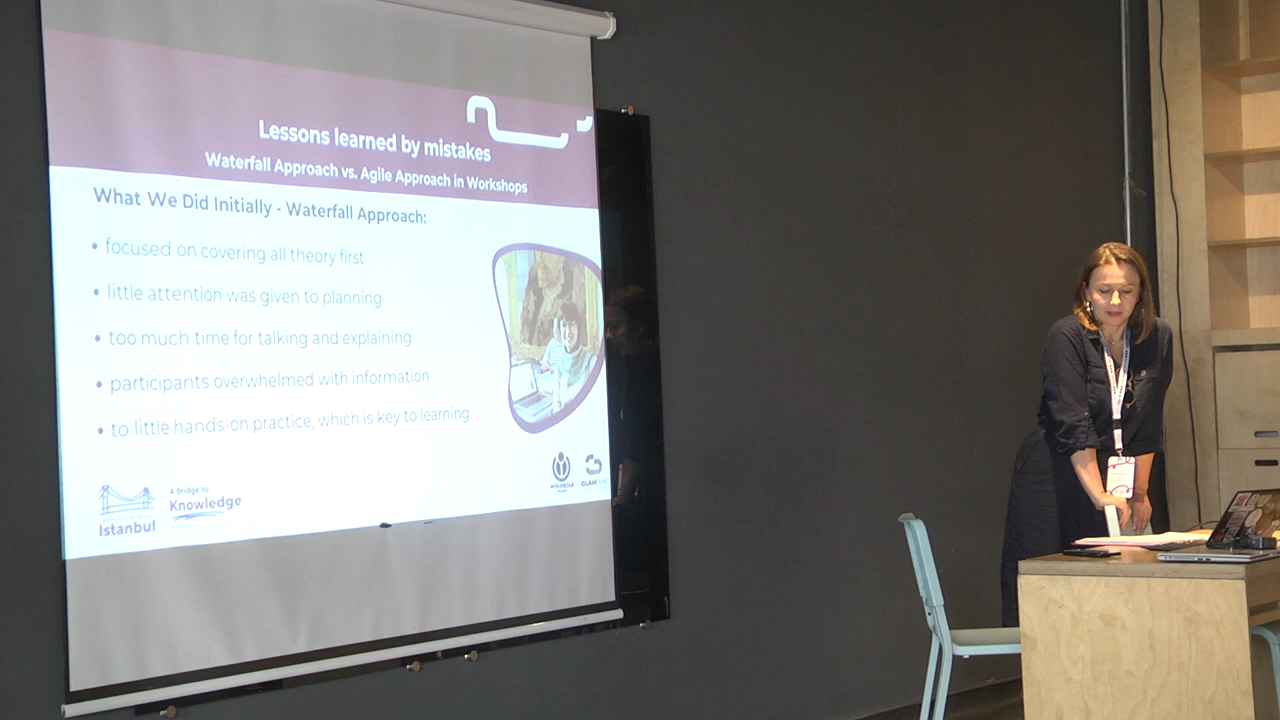 Lessons learned by mistakes
Waterfall Approach vs. Agile Approach in Workshops
What We Did Initially - Waterfall Approach:
• focused on covering all theory first
• little attention was given to planning
• too much time for talking and explaining
• participants overwhelmed with information
• to little hands-on practice, which is key to learning
Istanbul
A bridge to
Knowledge
WIKIMEDIA
GLAM